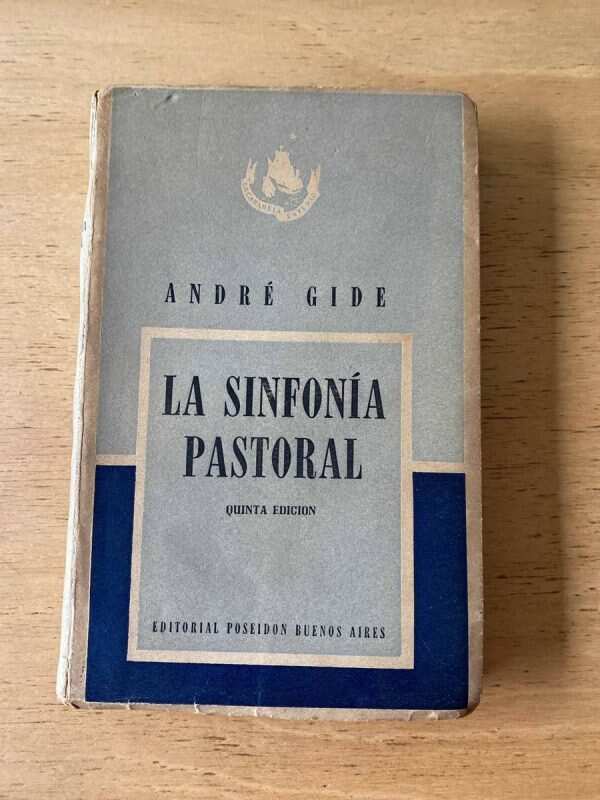 ANDRÉ GIDE
LA SINFONÍA
PASTORAL
QUINTA EDICION
EDITORIAL POSEIDON BUENOS AIRES